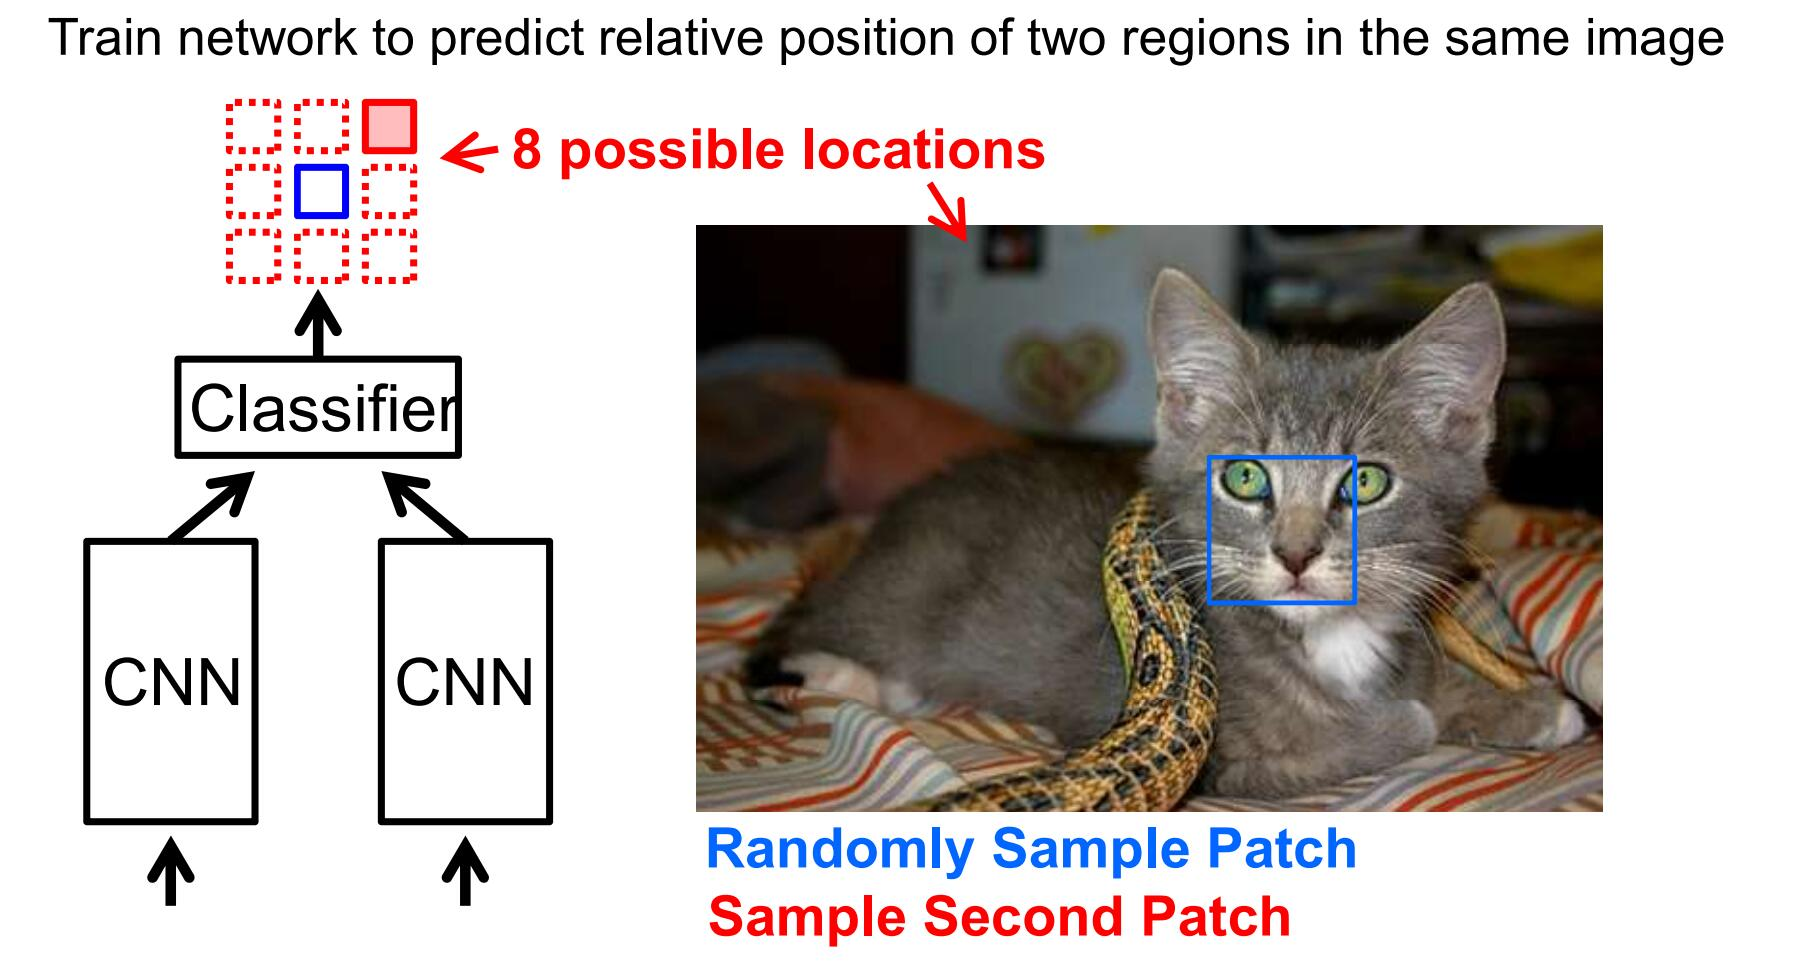 Train network to predict relative position of two regions in the same image
8 possible locations
Classifier
CNN
CNN
Randomly Sample Patch
Sample Second Patch